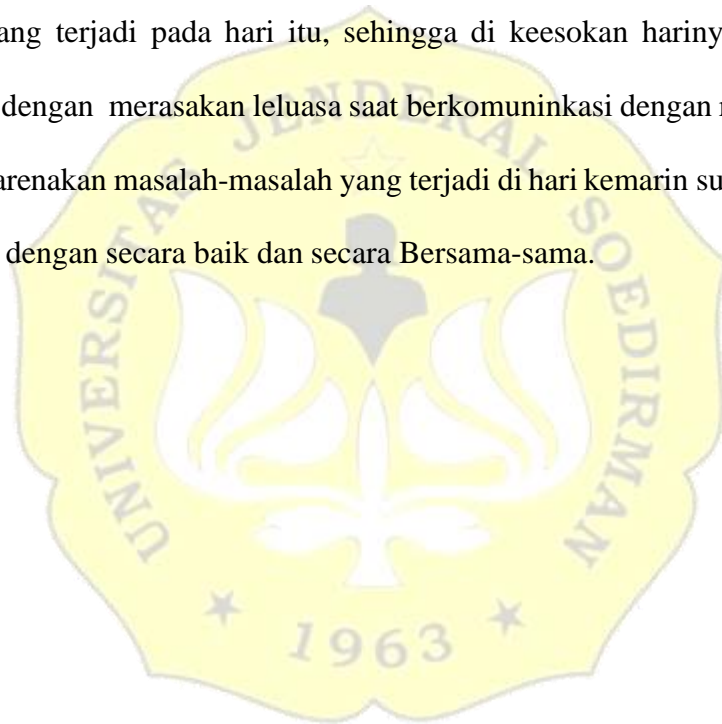 ang terjadi pada hari itu, sehingga di keesokan hariny
dengan merasakan leluasa saat berkomuninkasi dengan
arenakan masalah-masalah yang terjadi di hari kemarin su
dengan secara baik dan secara Bersama-sama.
UNIVERSITAS JENDERAL SOEDIRMAN
1963